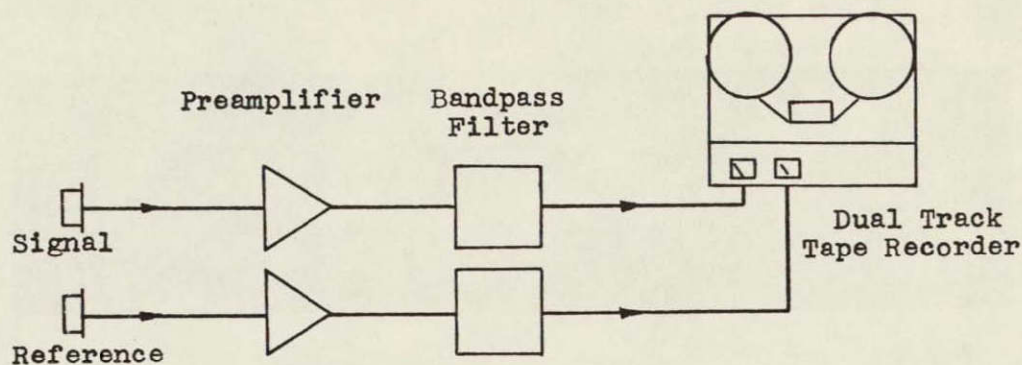 Preamplifier
Bandpass
Filter
Signal
Dual Track
Tape Recorder
Reference